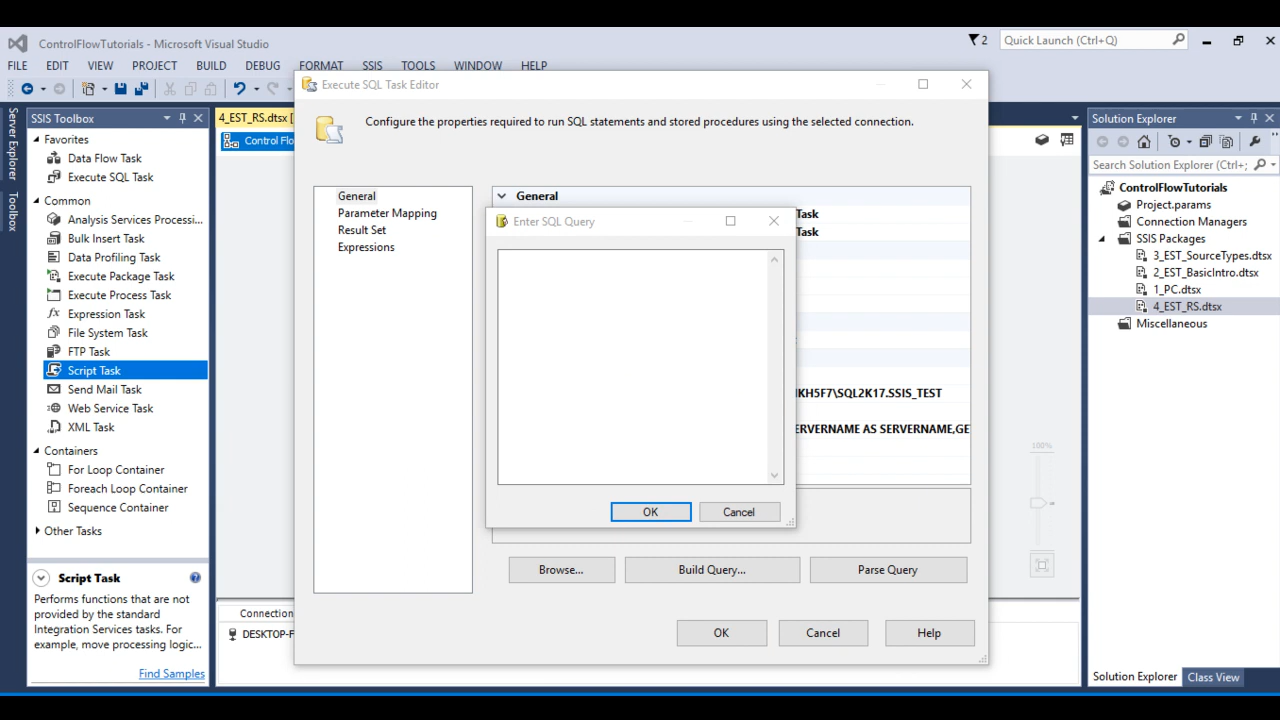 ControlFlowTutorials - Microsoft Visual Studio
2
Quick Launch (Ctrl+Q)
FILE EDIT VIEW PROJECT BUILD DEBUG FORMAT SSIS TOOLS WINDOW HELP
Server Explorer
Toolbox
SSIS Toolbox
Favorites
Data Flow Task
Execute SQL Task
Common
Analysis Services Processi...
Bulk Insert Task
Data Profiling Task
Execute Package Task
Execute Process Task
Expression Task
File System Task
FTP Task
Script Task
Send Mail Task
Web Service Task
XML Task
Containers
For Loop Container
Foreach Loop Container
Sequence Container
Other Tasks
Script Task
Performs functions that are not
provided by the standard
Integration Services tasks. For
example, move processing logic...
Find Samples
4_EST_RS.dtsx [
Control Flo
Connection
DESKTOP-F
100%
Execute SQL Task Editor
Configure the properties required to run SQL statements and stored procedures using the selected connection.
General
Parameter Mapping
Result Set
Expressions
General
Task
Task
IKH5F7\SQL2K17.SSIS_TEST
ERVERNAME AS SERVERNAME,GE
Enter SQL Query
OK Cancel
Browse... Build Query... Parse Query
OK Cancel Help
Solution Explorer
Search Solution Explorer (Ctrl+;
ControlFlowTutorials
Project.params
Connection Managers
SSIS Packages
3_EST_SourceTypes.dtsx
2_EST_BasicIntro.dtsx
1_PC.dtsx
4_EST_RS.dtsx
Miscellaneous
Solution Explorer Class View